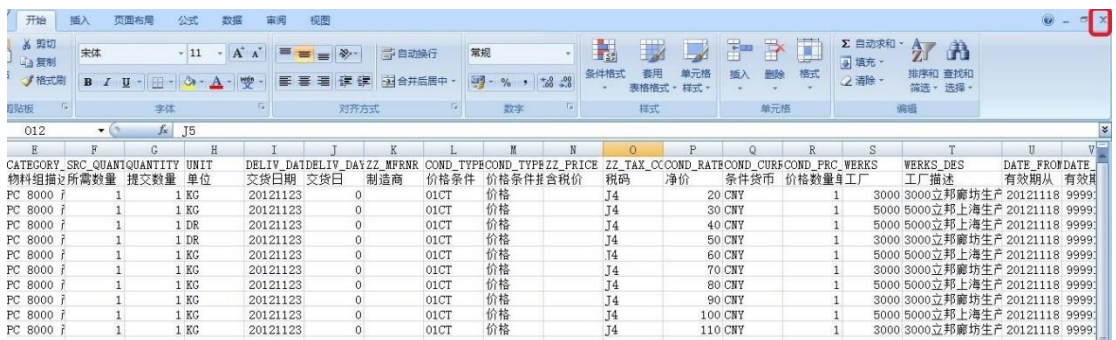 开始 插入 页面布局 公式 数据 审阅 视图
剪切 宋体 11 A A 自动换行 常规 Σ 自动求和
复制 条件格式 套用 单元格 插入 删除 格式 填充 排序和 查找和
格式刷 B I U A 合并后居中 % , 表格格式 样式 清除 筛选 选择
剪贴板 字体 对齐方式 数字 样式 单元格 编辑
O12 fx J5
E F G H I J K L M N O P Q R S T U V
CATEGORY_ SRC_QUANT QUANTITY UNIT DELIV_DAT DELIV_DAY ZZ_MFRNR COND_TYPE COND_TYPE ZZ_PRICE ZZ_TAX_CO COND_RATE COND_CURR COND_PRC_ WERKS WERKS_DES DATE_FROM DATE_
物料组描述 所需数量 提交数量 单位 交货日期 交货日 制造商 价格条件 价格条件描 含税价 税码 净价 条件货币 价格数量单 工厂 工厂描述 有效期从 有效期
PC 8000 1 1 KG 20121123 0 01CT 价格 J4 20 CNY 1 3000 3000立邦廊坊生产 20121118 9999
PC 8000 1 1 KG 20121123 0 01CT 价格 J4 30 CNY 1 5000 5000立邦上海生产 20121118 9999
PC 8000 1 1 DR 20121123 0 01CT 价格 J4 40 CNY 1 5000 5000立邦上海生产 20121118 9999
PC 8000 1 1 DR 20121123 0 01CT 价格 J4 50 CNY 1 3000 3000立邦廊坊生产 20121118 9999
PC 8000 1 1 KG 20121123 0 01CT 价格 J4 60 CNY 1 5000 5000立邦上海生产 20121118 9999
PC 8000 1 1 KG 20121123 0 01CT 价格 J4 70 CNY 1 3000 3000立邦廊坊生产 20121118 9999
PC 8000 1 1 KG 20121123 0 01CT 价格 J4 80 CNY 1 5000 5000立邦上海生产 20121118 9999
PC 8000 1 1 KG 20121123 0 01CT 价格 J4 90 CNY 1 3000 3000立邦廊坊生产 20121118 9999
PC 8000 1 1 KG 20121123 0 01CT 价格 J4 100 CNY 1 5000 5000立邦上海生产 20121118 9999
PC 8000 1 1 KG 20121123 0 01CT 价格 J4 110 CNY 1 3000 3000立邦廊坊生产 20121118 9999